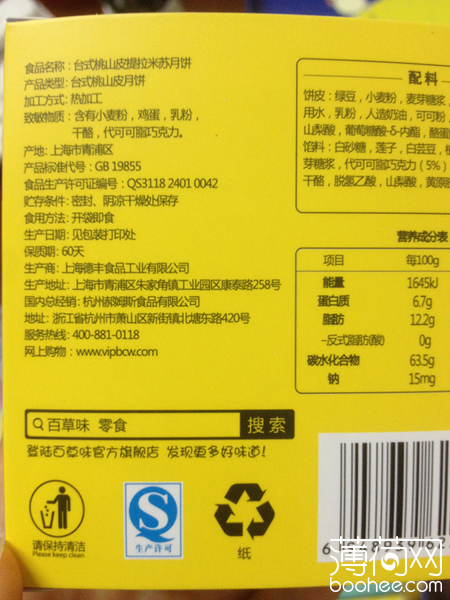 食品名称：台式桃山皮提拉米苏月饼
产品类型：台式桃山皮月饼
加工方式：热加工
致敏物质：含有小麦粉，鸡蛋，乳粉，
干酪，代可可脂巧克力。
产地：上海市青浦区
产品标准代号：GB 19855
食品生产许可证编号：QS3118 2401 0042
贮存条件：密封、阴凉干燥处保存
食用方法：开袋即食
生产日期：见包装打印处
保质期：60天
生产商：上海德丰食品工业有限公司
生产地址：上海市青浦区朱家角镇工业园区康泰路258号
国内总经销：杭州郝姆斯食品有限公司
地址：浙江省杭州市萧山区新街镇北塘东路420号
服务热线：400-881-0118
网上购物：www.vipbcw.com
配料
饼皮：绿豆，小麦粉，麦芽糖浆，
用水，乳粉，人造奶油，可可粉，
山梨酸，葡萄糖酸-δ-内酯，酪蛋
馅料：白砂糖，莲子，白芸豆，
芽糖浆，代可可脂巧克力（5%）
干酪，脱氢乙酸，山梨酸，黄原
营养成分表
项目 每100g
能量 1645kJ
蛋白质 6.7g
脂肪 12.2g
-反式脂肪(酸) 0g
碳水化合物 63.5g
钠 15mg
百草味 零食 搜索
登陆百草味官方旗舰店 发现更多好味道！
请保持清洁
Please keep clean
QS
生产许可
纸
薄荷网
boohee.com